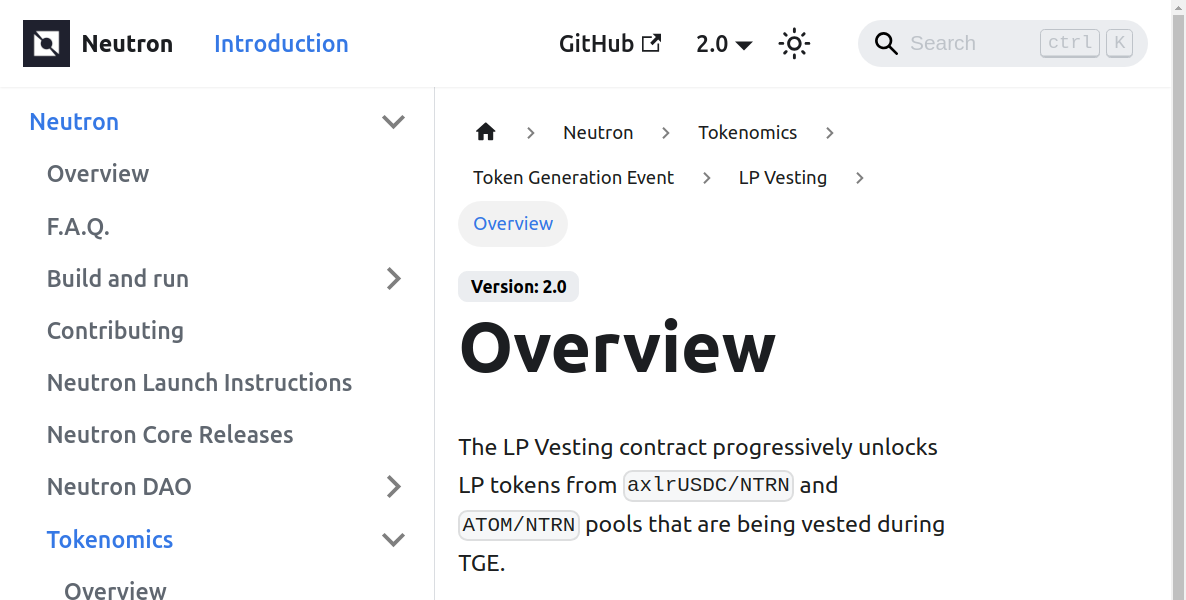 Neutron Introduction GitHub 2.0 Search ctrl K
Neutron
Overview
F.A.Q.
Build and run
Contributing
Neutron Launch Instructions
Neutron Core Releases
Neutron DAO
Tokenomics
Overview
Neutron Tokenomics
Token Generation Event LP Vesting
Overview
Version: 2.0
Overview
The LP Vesting contract progressively unlocks
LP tokens from axlrUSDC/NTRN and
ATOM/NTRN pools that are being vested during
TGE.